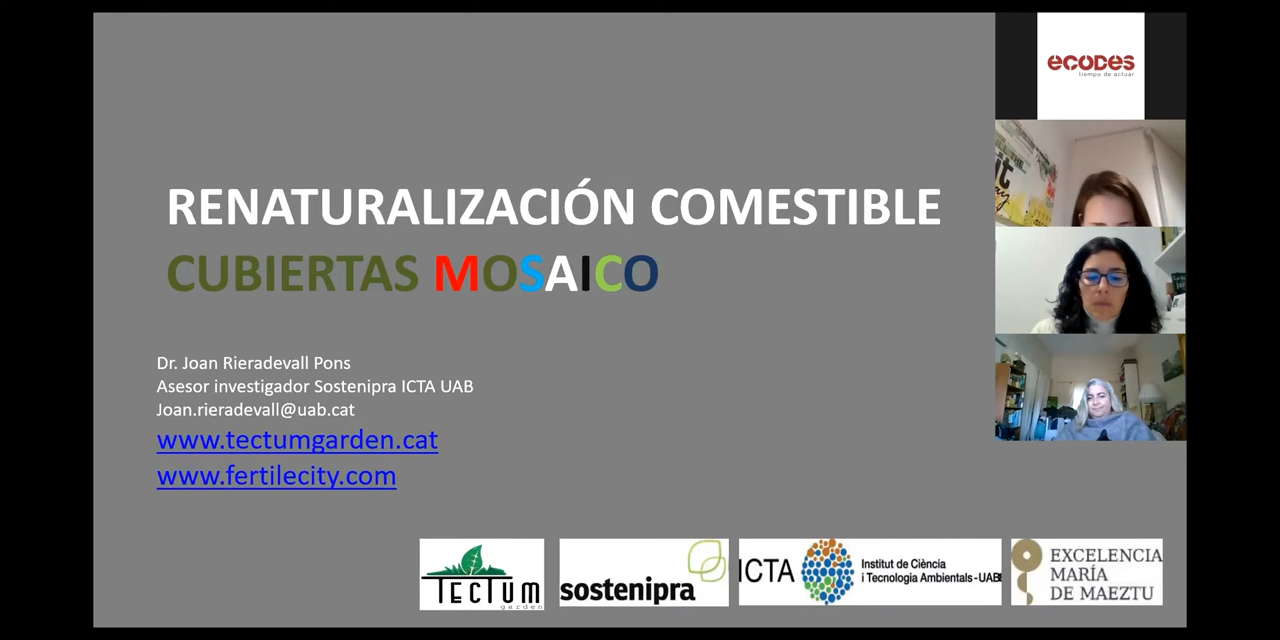 ecodes
tiempo de actuar
RENATURALIZACIÓN COMESTIBLE
CUBIERTAS MOSAICO
Dr. Joan Rieradevall Pons
Asesor investigador Sostenipra ICTA UAB
Joan.rieradevall@uab.cat
www.tectumgarden.cat
www.fertilecity.com
TECTUM
garden
sostenipra
ICTA
Institut de Ciència
i Tecnologia Ambientals-UAB
EXCELENCIA
MARÍA
DE MAEZTU